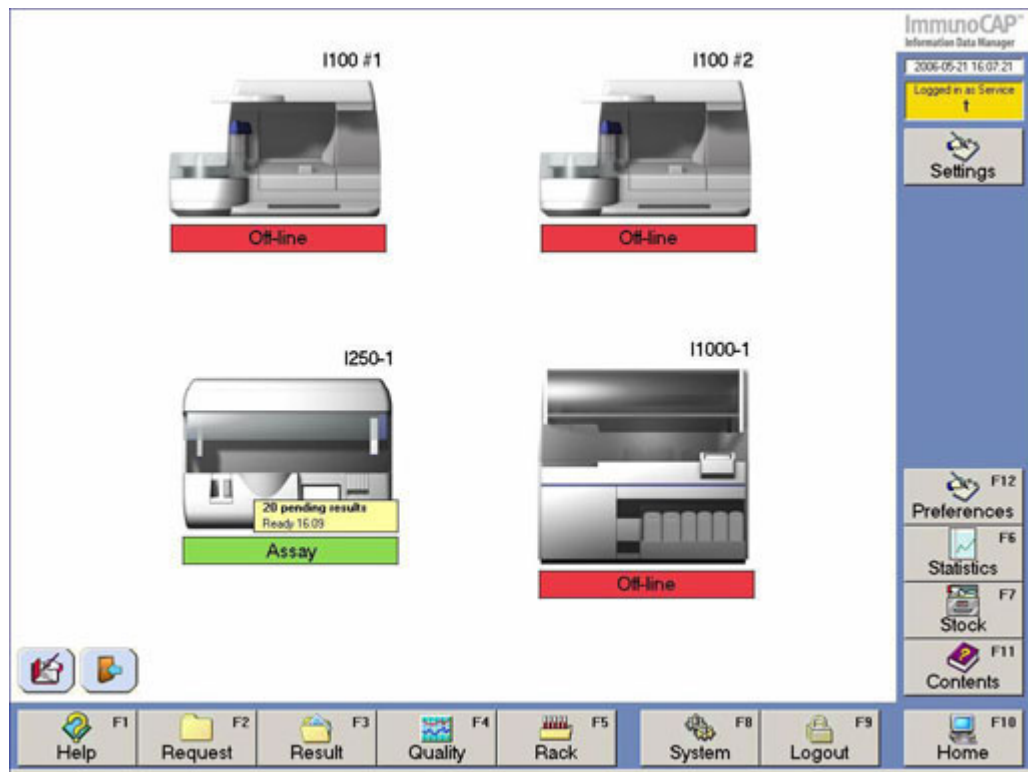 ImmunoCAP™
Information Data Manager
2006-05-21 16:07:21
Logged in as Service
t
Settings
I100 #1
I100 #2
Off-line
Off-line
I250-1
I1000-1
20 pending results
Ready 16.09
Assay
Off-line
F12
Preferences
F6
Statistics
F7
Stock
F11
Contents
F1
Help
F2
Request
F3
Result
F4
Quality
F5
Rack
F8
System
F9
Logout
F10
Home